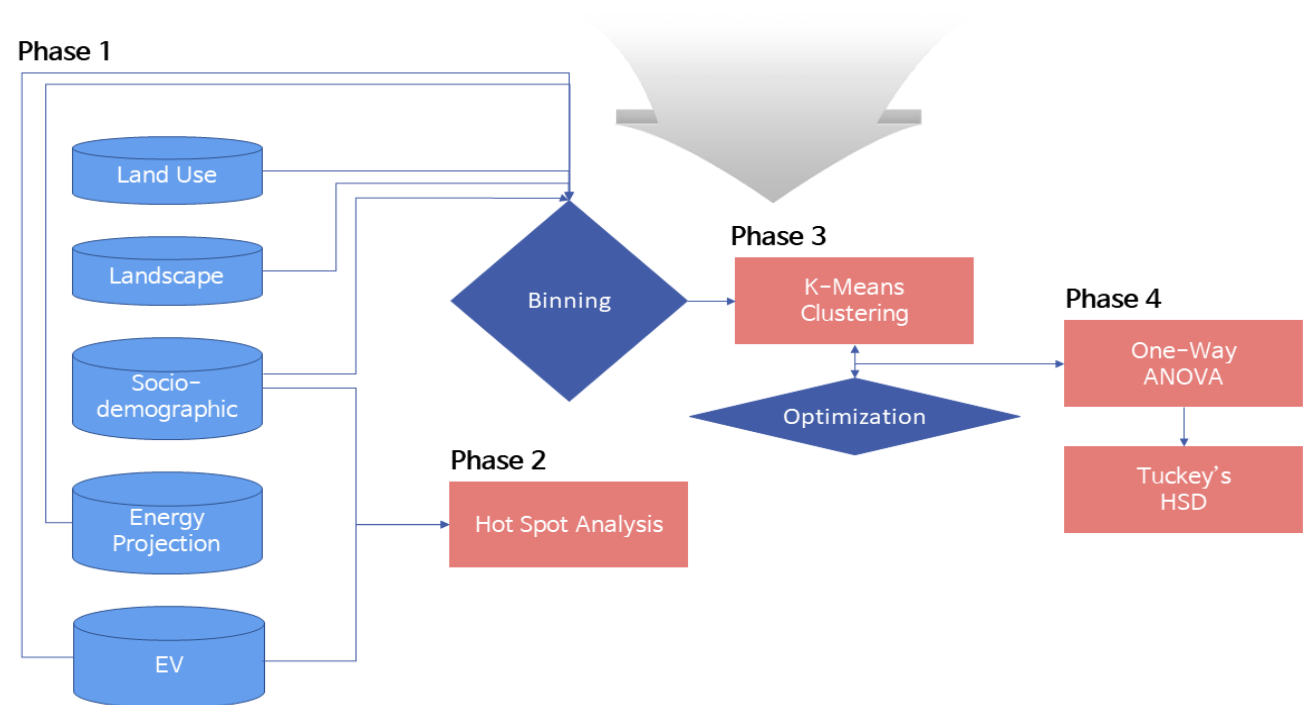 Phase 1
Land Use
Landscape
Socio-
demographic
Energy
Projection
EV
Binning
Phase 2
Hot Spot Analysis
Phase 3
K-Means
Clustering
Optimization
Phase 4
One-Way
ANOVA
Tuckey's
HSD